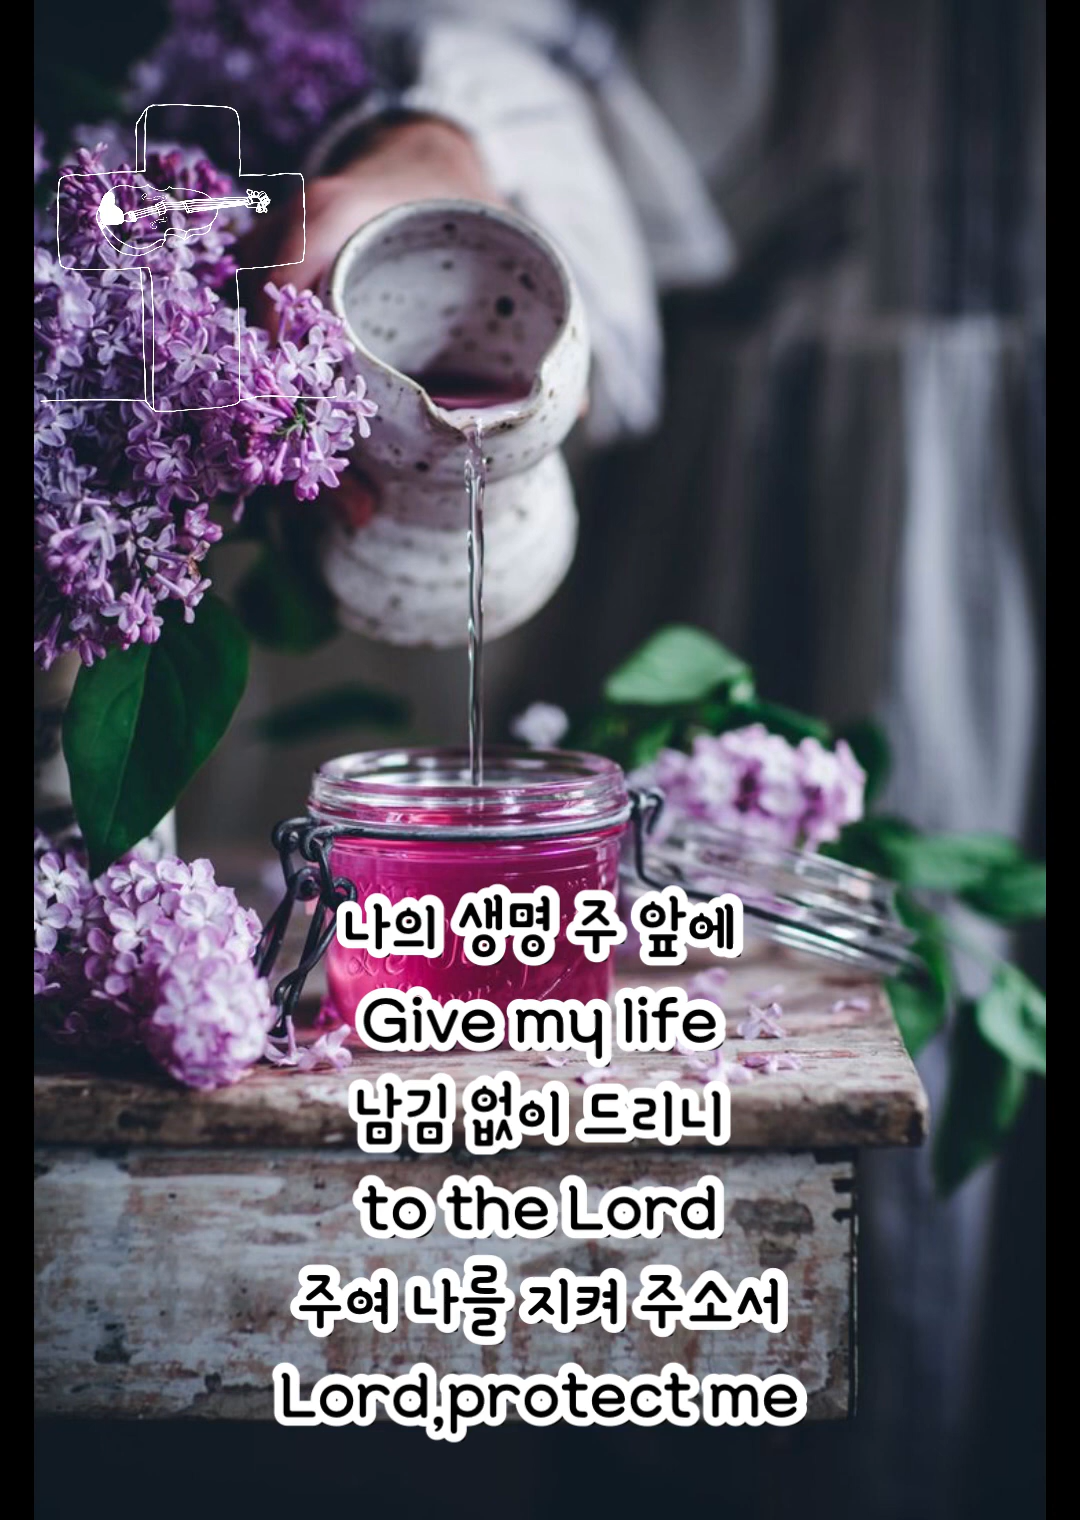 나의 생명 주 앞에
Give my life
남김 없이 드리니
to the Lord
주여 나를 지켜 주소서
Lord,protect me